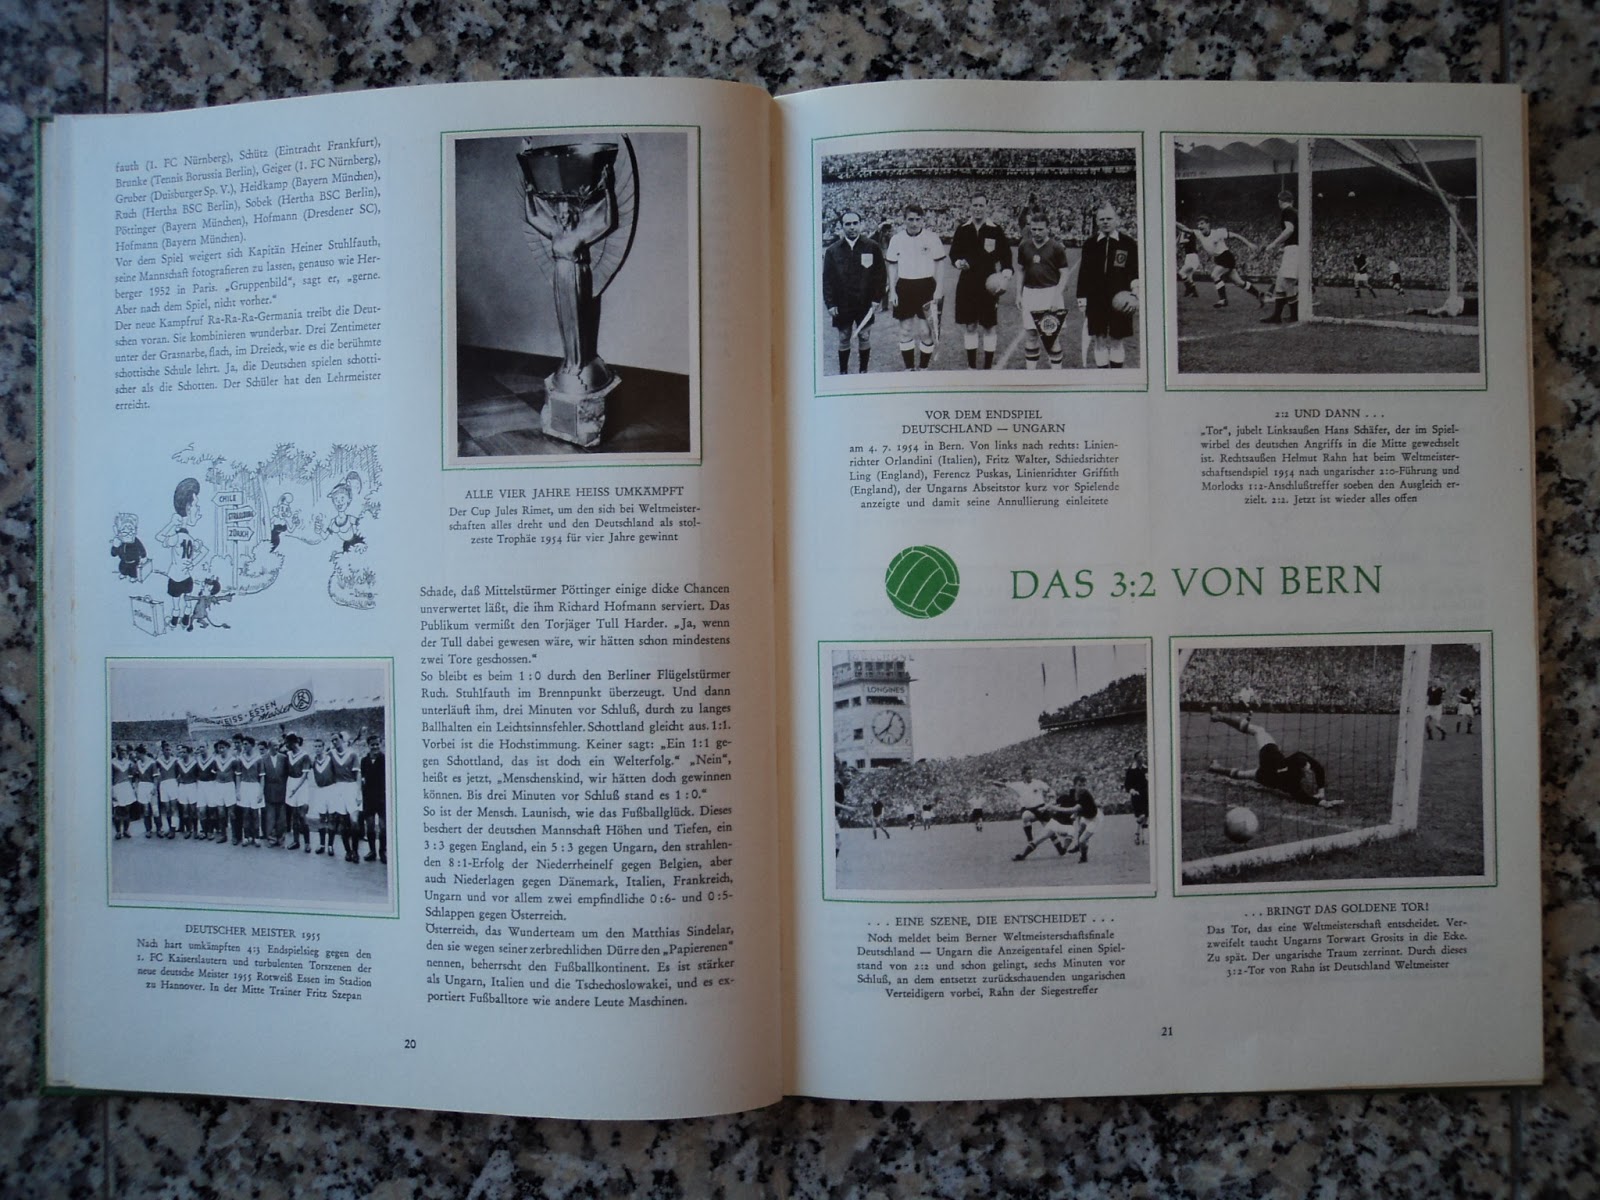 fauth (1. FC Nürnberg), Schütz (Eintracht Frankfurt),
Brunke (Tennis Borussia Berlin), Geiger (1. FC Nürnberg),
Gruber (Duisburger Sp. V.), Heidkamp (Bayern München),
Ruch (Hertha BSC Berlin), Sobek (Hertha BSC Berlin),
Pöttinger (Bayern München), Hofmann (Dresdener SC),
Hofmann (Bayern München).
Vor dem Spiel weigert sich Kapitän Heiner Stuhlfauth,
seine Mannschaft fotografieren zu lassen, genauso wie Her-
berger 1952 in Paris. „Gruppenbild“, sagt er, „gerne.
Aber nach dem Spiel, nicht vorher.“
Der neue Kampfruf Ra-Ra-Ra-Germania treibt die Deut-
schen voran. Sie kombinieren wunderbar. Drei Zentimeter
unter der Grasnarbe, flach, im Dreieck, wie es die berühmte
schottische Schule lehrt. Ja, die Deutschen spielen schotti-
scher als die Schotten. Der Schüler hat den Lehrmeister
erreicht.
CHILE
ZÜRICH
10
ROTWEISS-ESSEN
DEUTSCHER MEISTER 1955
Nach hart umkämpften 4:3 Endspielsieg gegen den
1. FC Kaiserslautern und turbulenten Torszenen der
neue deutsche Meister 1955 Rotweiß Essen im Stadion
zu Hannover. In der Mitte Trainer Fritz Szepan
ALLE VIER JAHRE HEISS UMKÄMPFT
Der Cup Jules Rimet, um den sich bei Weltmeister-
schaften alles dreht und den Deutschland als stol-
zeste Trophäe 1954 für vier Jahre gewinnt
Schade, daß Mittelstürmer Pöttinger einige dicke Chancen
unverwertet läßt, die ihm Richard Hofmann serviert. Das
Publikum vermißt den Torjäger Tull Harder. „Ja, wenn
der Tull dabei gewesen wäre, wir hätten schon mindestens
zwei Tore geschossen.“
So bleibt es beim 1:0 durch den Berliner Flügelstürmer
Ruch. Stuhlfauth im Brennpunkt überzeugt. Und dann
unterläuft ihm, drei Minuten vor Schluß, durch zu langes
Ballhalten ein Leichtsinnsfehler. Schottland gleicht aus. 1:1.
Vorbei ist die Hochstimmung. Keiner sagt: „Ein 1:1 ge-
gen Schottland, das ist doch ein Welterfolg.“ „Nein“,
heißt es jetzt, „Menschenskind, wir hätten doch gewinnen
können. Bis drei Minuten vor Schluß stand es 1:0.“
So ist der Mensch. Launisch, wie das Fußballglück. Dieses
beschert der deutschen Mannschaft Höhen und Tiefen, ein
3:3 gegen England, ein 5:3 gegen Ungarn, den strahlen-
den 8:1-Erfolg der Niederrheinelf gegen Belgien, aber
auch Niederlagen gegen Dänemark, Italien, Frankreich,
Ungarn und vor allem zwei empfindliche 0:6- und 0:5-
Schlappen gegen Österreich.
Österreich, das Wunderteam um den Matthias Sindelar,
den sie wegen seiner zerbrechlichen Dürre den „Papierenen“
nennen, beherrscht den Fußballkontinent. Es ist stärker
als Ungarn, Italien und die Tschechoslowakei, und es ex-
portiert Fußballtore wie andere Leute Maschinen.
20
VOR DEM ENDSPIEL
DEUTSCHLAND — UNGARN
am 4. 7. 1954 in Bern. Von links nach rechts: Linien-
richter Orlandini (Italien), Fritz Walter, Schiedsrichter
Ling (England), Ferenc Puskas, Linienrichter Griffith
(England), der Ungarns Abseitstor kurz vor Spielende
anzeigte und damit seine Annullierung einleitete
2:2 UND DANN . . .
„Tor“, jubelt Linksaußen Hans Schäfer, der im Spiel-
wirbel des deutschen Angriffs in die Mitte gewechselt
ist. Rechtsaußen Helmut Rahn hat beim Weltmeister-
schaftsendspiel 1954 nach ungarischer 2:0-Führung und
Morlocks 1:2-Anschlußtreffer soeben den Ausgleich er-
zielt. 2:2. Jetzt ist wieder alles offen
DAS 3:2 VON BERN
LONGINES
. . . EINE SZENE, DIE ENTSCHEIDET . . .
Noch meldet beim Berner Weltmeisterschaftsfinale
Deutschland — Ungarn die Anzeigentafel einen Spiel-
stand von 2:2 und schon gelingt, sechs Minuten vor
Schluß, an dem entsetzt zurückschauenden ungarischen
Verteidigern vorbei, Rahn der Siegestreffer
. . . BRINGT DAS GOLDENE TOR!
Das Tor, das eine Weltmeisterschaft entscheidet. Ver-
zweifelt taucht Ungarns Torwart Grosits in die Ecke.
Zu spät. Der ungarische Traum zerrinnt. Durch dieses
3:2-Tor von Rahn ist Deutschland Weltmeister
21